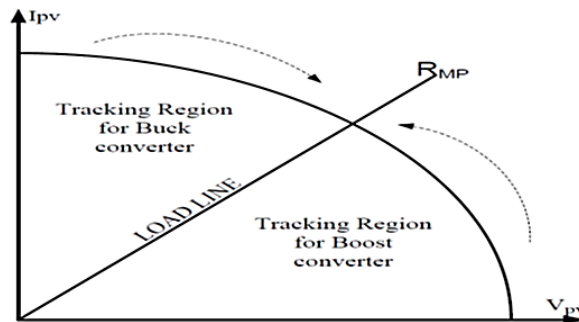 Ipv
RMP
Tracking Region
for Buck
converter
LOAD LINE
Tracking Region
for Boost
converter
Vpv